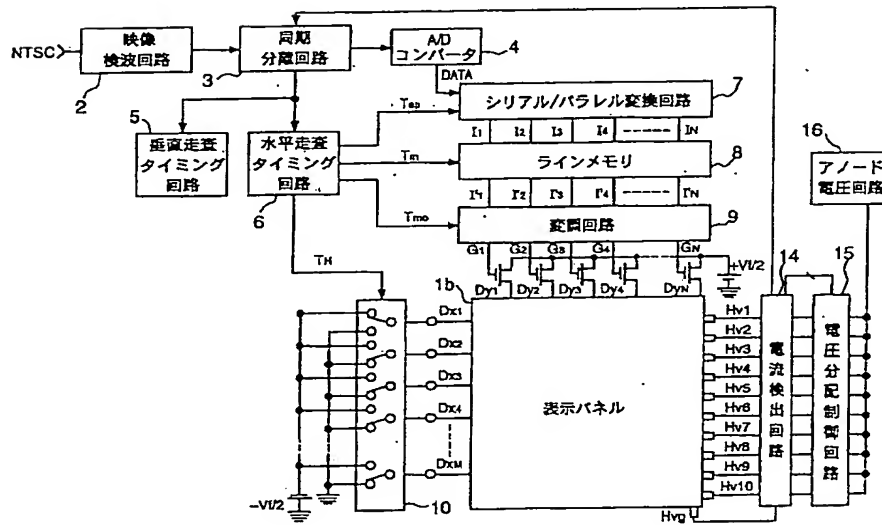 NTSC
映像
検波回路
2
同期
分離回路
3
A/D
コンバータ
4
DATA
シリアル/パラレル変換回路
7
5
垂直走査
タイミング
回路
水平走査
タイミング
回路
6
Tsp
Tm
Tmo
I1 I2 I3 I4 IN
ラインメモリ
8
I'1 I'2 I'3 I'4 I'N
変調回路
9
G1 G2 G3 G4 GN
+Vf/2
Dy1 Dy2 Dy3 Dy4 DyN
16
アノード
電圧回路
TH
1b
14
15
Dx1
Dx2
Dx3
Dx4
DxM
表示パネル
Hv1
Hv2
Hv3
Hv4
Hv5
Hv6
Hv7
Hv8
Hv9
Hv10
Hvg
電流検出回路
電圧分配制御回路
-Vf/2
10